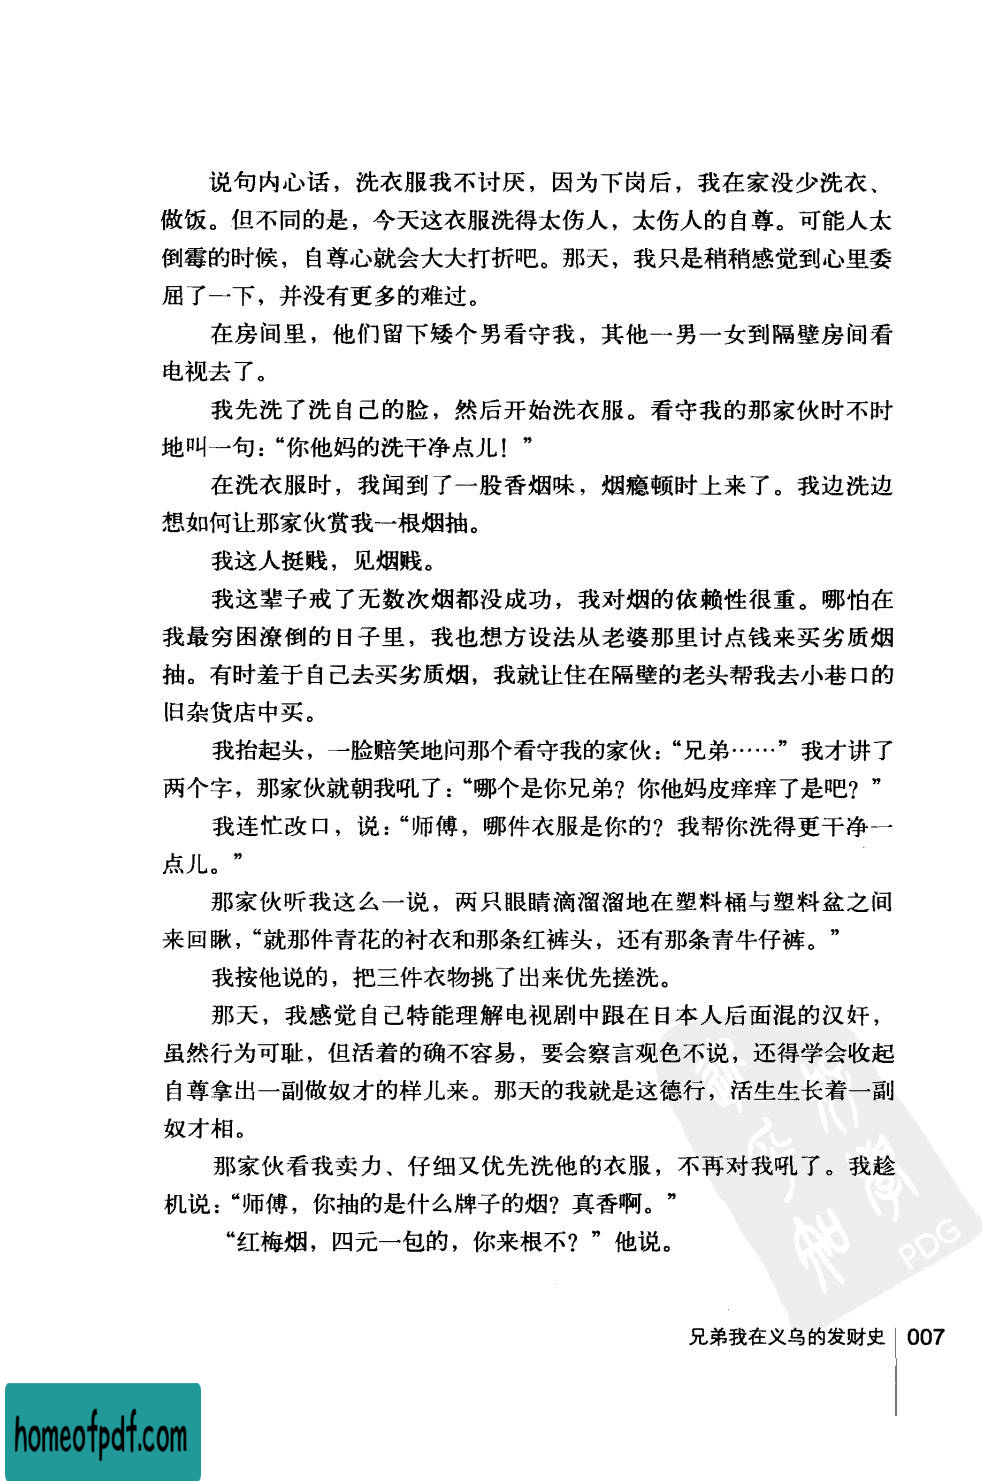 说句内心话，洗衣服我不讨厌，因为下岗后，我在家没少洗衣、
做饭。但不同的是，今天这衣服洗得太伤人，太伤人的自尊。可能人太
倒霉的时候，自尊心就会大大打折吧。那天，我只是稍稍感觉到心里委
屈了一下，并没有更多的难过。
在房间里，他们留下矮个男看守我，其他一男一女到隔壁房间看
电视去了。
我先洗了洗自己的脸，然后开始洗衣服。看守我的那家伙时不时
地叫一句：“你他妈的洗干净点儿！”
在洗衣服时，我闻到了一股香烟味，烟瘾顿时上来了。我边洗边
想如何让那家伙赏我一根烟抽。
我这人挺贱，见烟贱。
我这辈子戒了无数次烟都没成功，我对烟的依赖性很重。哪怕在
我最穷困潦倒的日子里，我也想方设法从老婆那里讨点钱来买劣质烟
抽。有时羞于自己去买劣质烟，我就让住在隔壁的老头帮我去小巷口的
旧杂货店中买。
我抬起头，一脸赔笑地问那个看守我的家伙：“兄弟……”我才讲了
两个字，那家伙就朝我吼了：“哪个是你兄弟？你他妈皮痒痒了是吧？”
我连忙改口，说：“师傅，哪件衣服是你的？我帮你洗得更干净一
点儿。”
那家伙听我这么一说，两只眼睛滴溜溜地在塑料桶与塑料盆之间
来回瞅，“就那件青花的衬衣和那条红裤头，还有那条青牛仔裤。”
我按他说的，把三件衣物挑了出来优先搓洗。
那天，我感觉自己特能理解电视剧中跟在日本人后面混的汉奸，
虽然行为可耻，但活着的确不容易，要会察言观色不说，还得学会收起
自尊拿出一副做奴才的样儿来。那天的我就是这德行，活生生长着一副
奴才相。
那家伙看我卖力、仔细又优先洗他的衣服，不再对我吼了。我趁
机说：“师傅，你抽的是什么牌子的烟？真香啊。”
“红梅烟，四元一包的，你来根不？”他说。
PDG
兄弟我在义乌的发财史 007
homeofpdf.com